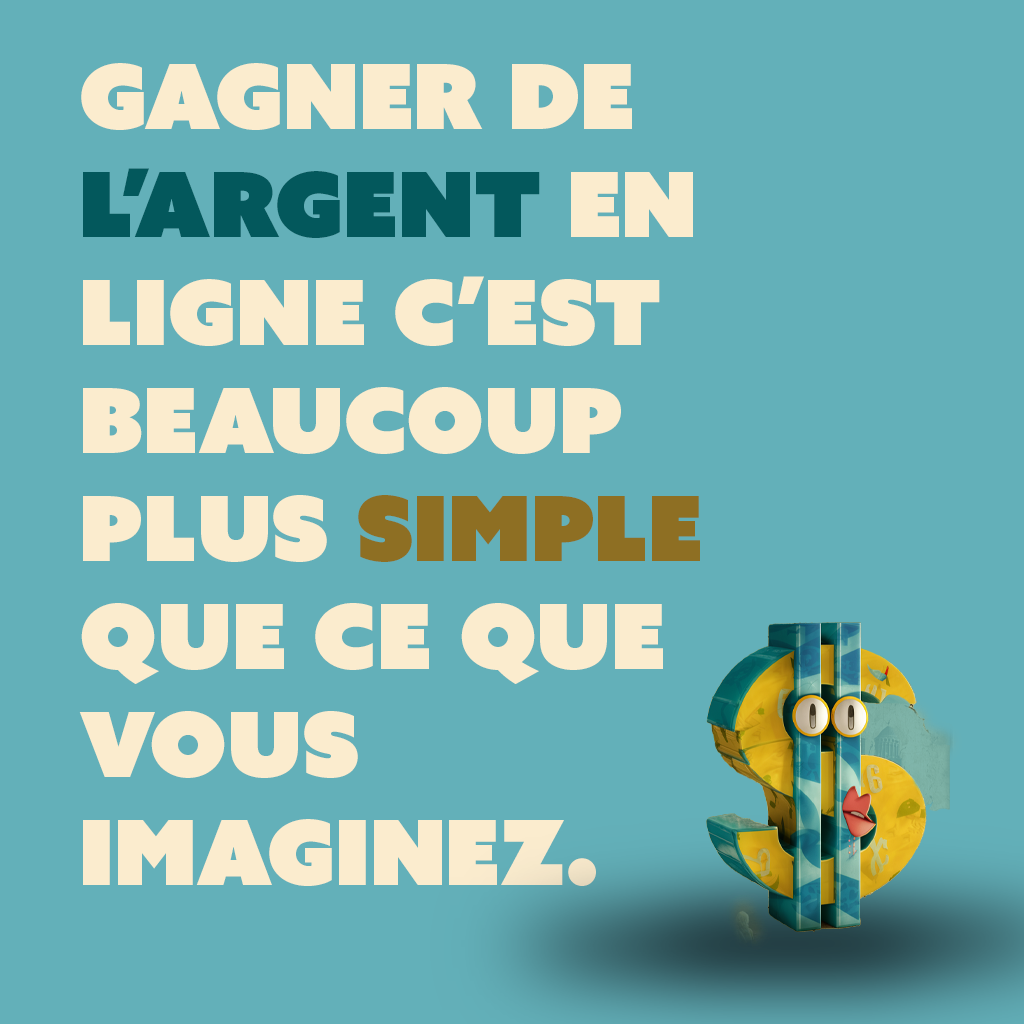 GAGNER DE
L'ARGENT EN
LIGNE C'EST
BEAUCOUP
PLUS SIMPLE
QUE CE QUE
VOUS
IMAGINEZ.